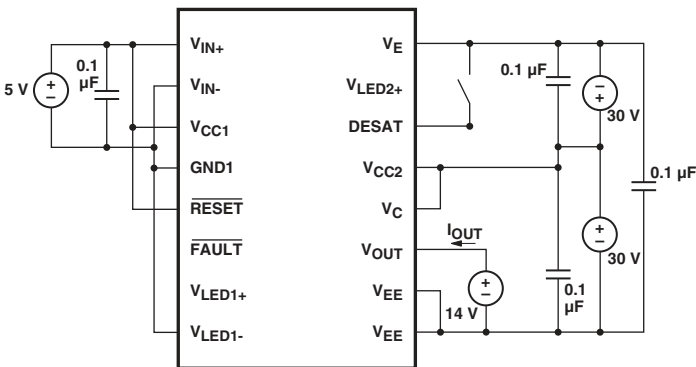 5 V
0.1
µF
V_IN+
V_IN-
V_CC1
GND1
RESET
FAULT
V_LED1+
V_LED1-
V_E
V_LED2+
DESAT
V_CC2
V_C
V_OUT
V_EE
V_EE
I_OUT
14 V
0.1 µF
0.1
µF
30 V
30 V
0.1 µF